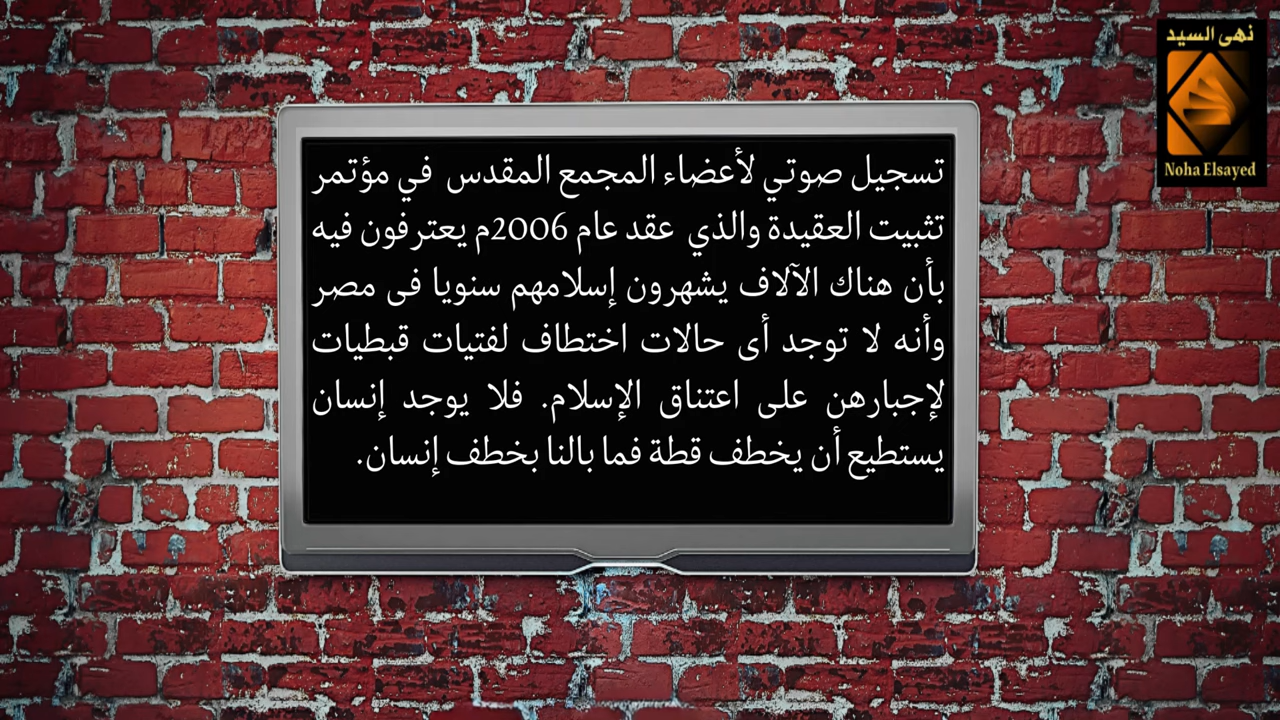 نهى السيد
Noha Elsayed
تسجيل صوتي لأعضاء المجمع المقدس في مؤتمر
تثبيت العقيدة والذي عقد عام 2006م يعترفون فيه
بأن هناك الآلاف يشهرون إسلامهم سنويا فى مصر
وأنه لا توجد أى حالات اختطاف لفتيات قبطيات
لإجبارهن على اعتناق الإسلام. فلا يوجد إنسان
يستطيع أن يخطف قطة فما بالنا بخطف إنسان.